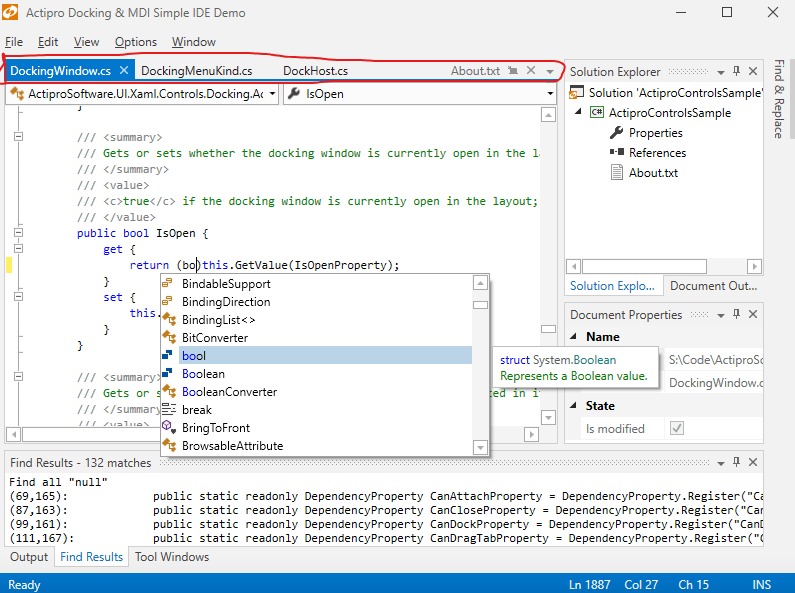 Actipro Docking & MDI Simple IDE Demo
File Edit View Options Window
DockingWindow.cs DockingMenuKind.cs DockHost.cs About.txt
ActiproSoftware.UI.Xaml.Controls.Docking.Ac IsOpen
}
/// <summary>
/// Gets or sets whether the docking window is currently open in the l
/// </summary>
/// <value>
/// <c>true</c> if the docking window is currently open in the layout;
/// </value>
public bool IsOpen {
get {
return (bo)this.GetValue(IsOpenProperty);
}
set {
this.
}
}
/// <summary>
/// Gets or s
/// </summary>
/// <value>
BindableSupport
BindingDirection
BindingList<>
BitConverter
bool
Boolean
BooleanConverter
break
BringToFront
BrowsableAttribute
struct System.Boolean
Represents a Boolean value.
Solution Explorer
Solution 'ActiproControlsSample'
C# ActiproControlsSample
Properties
References
About.txt
Solution Explo... Document Out...
Find & Replace
Document Properties
Name
S:\Code\ActiproSo
DockingWindow.c
State
Is modified
Find Results - 132 matches
Find all "null"
(69,165): public static readonly DependencyProperty CanAttachProperty = DependencyProperty.Register("Ca
(87,163): public static readonly DependencyProperty CanCloseProperty = DependencyProperty.Register("Can
(99,161): public static readonly DependencyProperty CanDockProperty = DependencyProperty.Register("CanD
(111,167): public static readonly DependencyProperty CanDragTabProperty = DependencyProperty.Register("C
Output Find Results Tool Windows
Ready Ln 1887 Col 27 Ch 15 INS